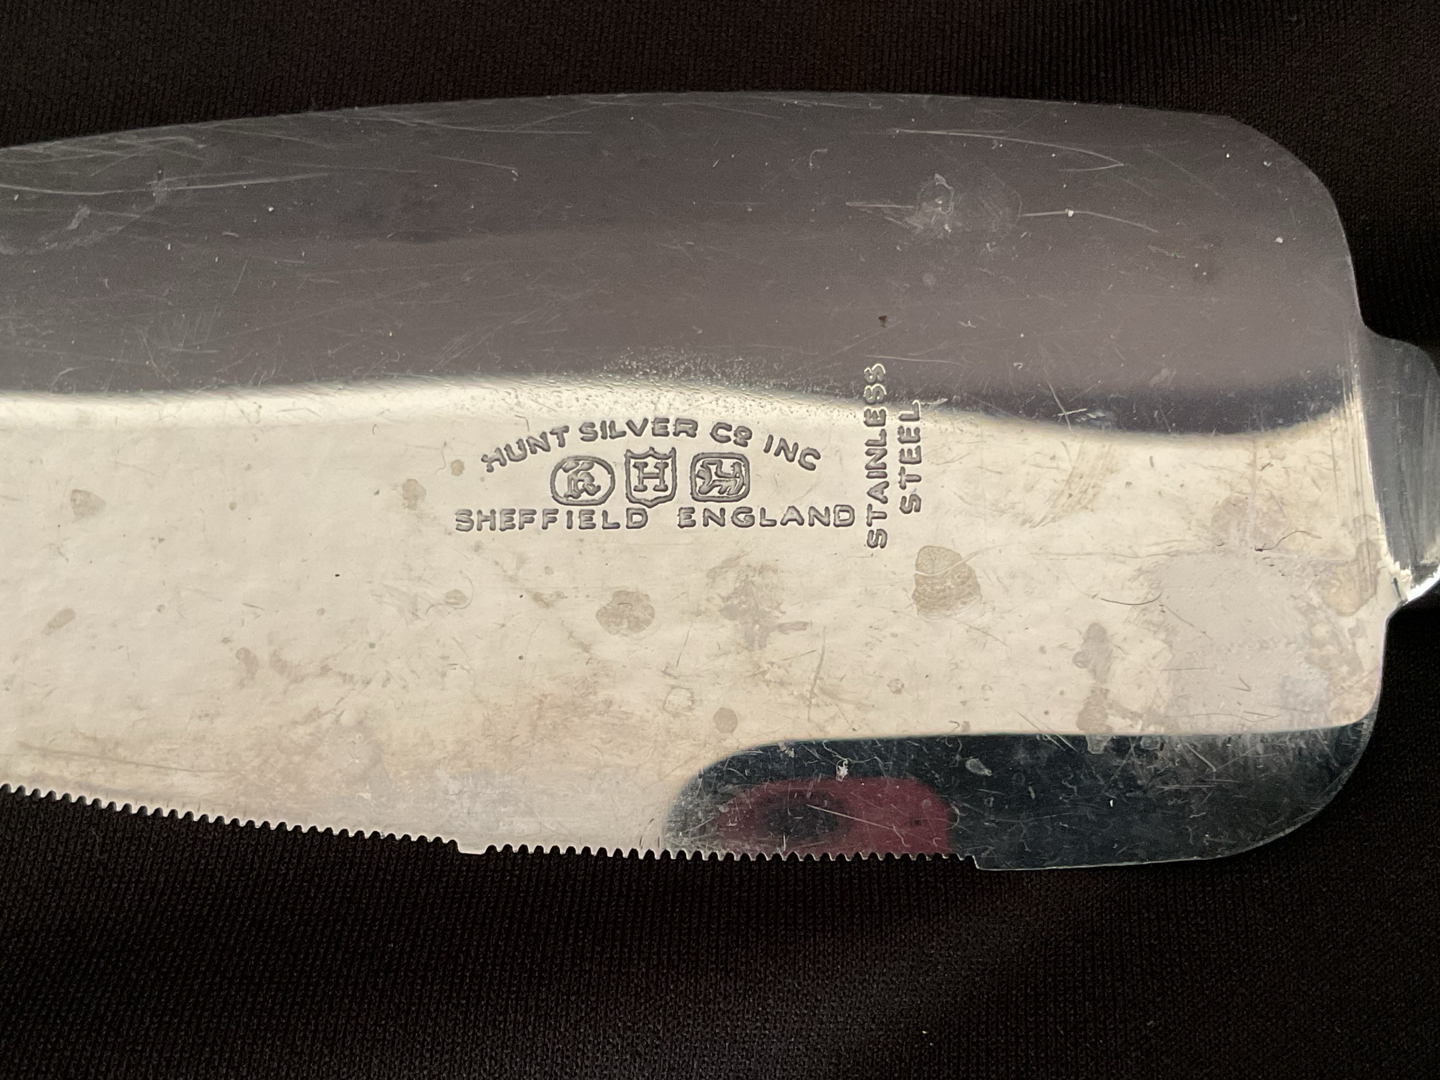 HUNT SILVER Co INC
H
SHEFFIELD ENGLAND
STAINLESS
STEEL